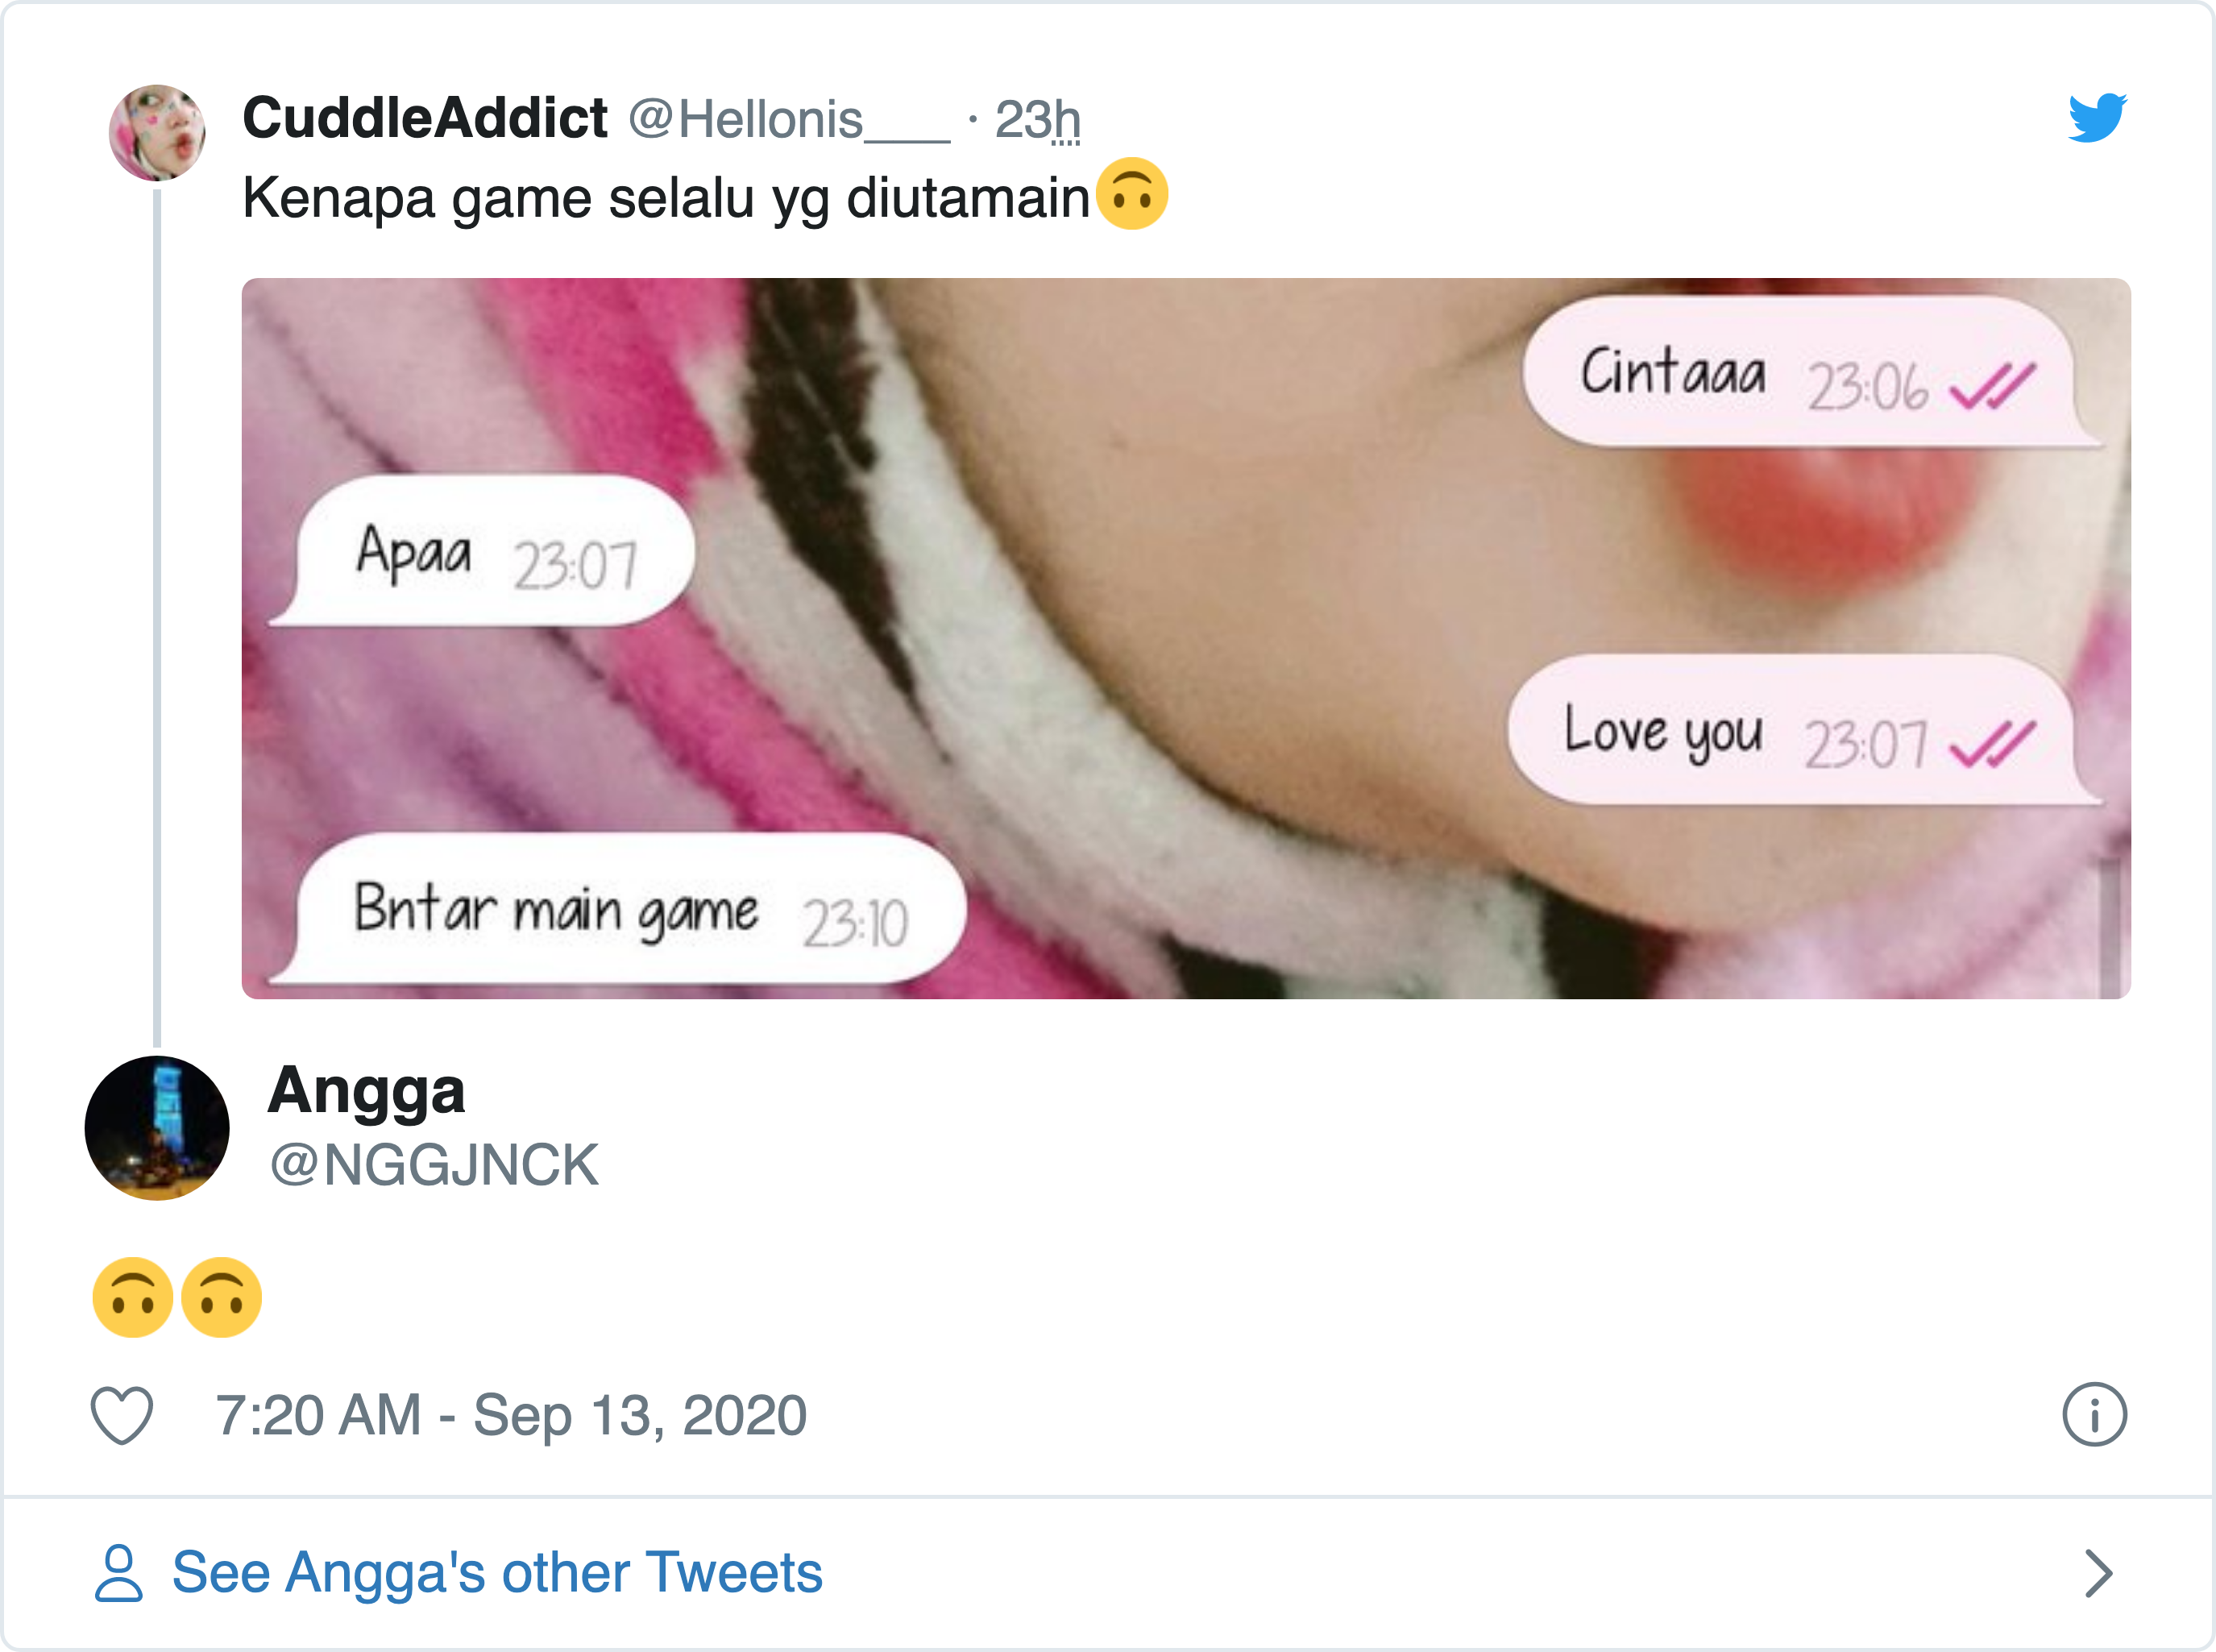 CuddleAddict @Hellonis___ · 23h
Kenapa game selalu yg diutamain🙃
Cintaaa 23:06
Apaa 23:07
Love you 23:07
Bntar main game 23:10
Angga
@NGGJNCK
🙃🙃
7:20 AM - Sep 13, 2020
See Angga's other Tweets